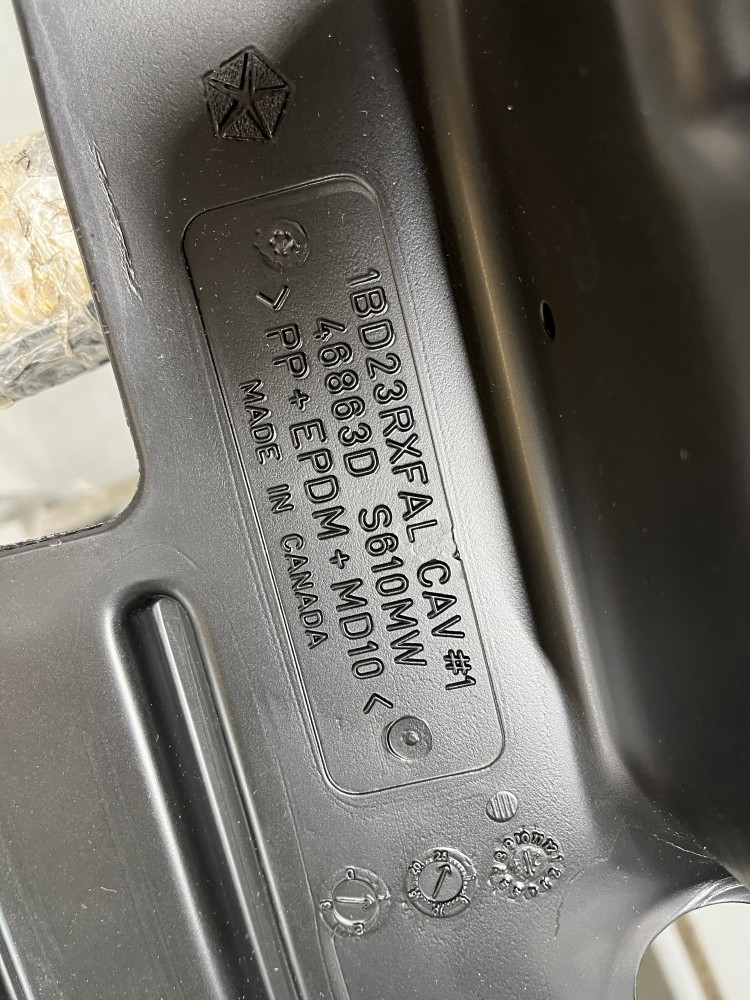 1BD23RXFAL CAV #1
46863D S610MW
> PP + EPDM + MD10 <
MADE IN CANADA